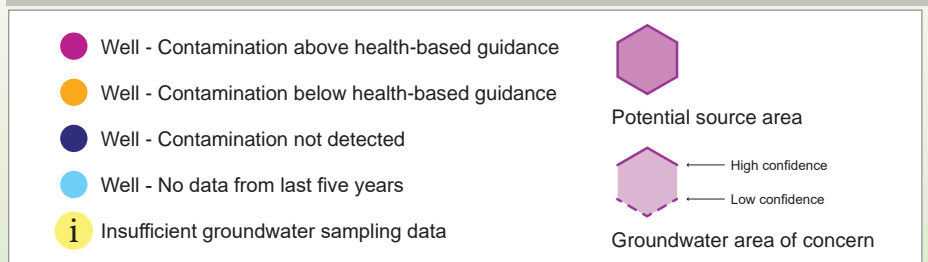 Well - Contamination above health-based guidance
Well - Contamination below health-based guidance
Well - Contamination not detected
Well - No data from last five years
i Insufficient groundwater sampling data
Potential source area
High confidence
Low confidence
Groundwater area of concern